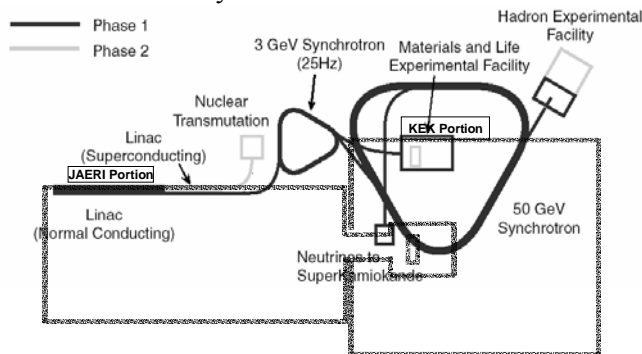 Phase 1
Phase 2
Hadron Experimental
Facility
3 GeV Synchrotron
(25Hz)
Materials and Life
Experimental Facility
Nuclear
Transmutation
KEK Portion
Linac
(Superconducting)
JAERI Portion
Linac
(Normal Conducting)
50 GeV
Synchrotron
Neutrinos to
SuperKamiokande